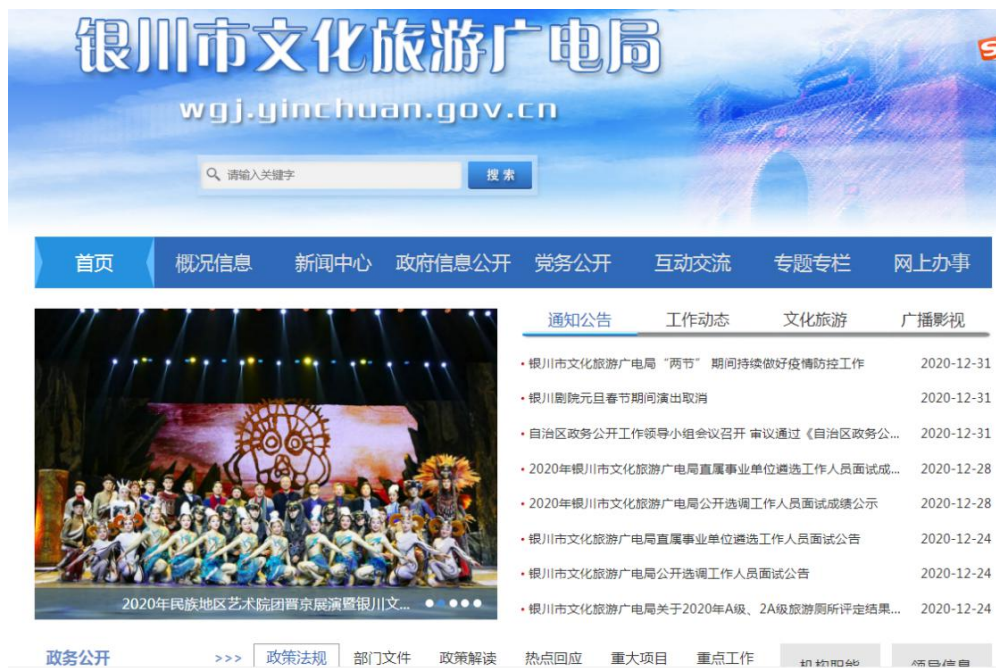 银川市文化旅游广电局
wgj.yinchuan.gov.cn
请输入关键字 搜索
首页 概况信息 新闻中心 政府信息公开 党务公开 互动交流 专题专栏 网上办事
通知公告 工作动态 文化旅游 广播影视
·银川市文化旅游广电局“两节” 期间持续做好疫情防控工作 2020-12-31
·银川剧院元旦春节期间演出取消 2020-12-31
·自治区政务公开工作领导小组会议召开 审议通过《自治区政务公... 2020-12-31
·2020年银川市文化旅游广电局直属事业单位遴选工作人员面试成... 2020-12-28
·2020年银川市文化旅游广电局公开选调工作人员面试成绩公示 2020-12-28
·银川市文化旅游广电局直属事业单位遴选工作人员面试公告 2020-12-24
·银川市文化旅游广电局公开选调工作人员面试公告 2020-12-24
·银川市文化旅游广电局关于2020年A级、2A级旅游厕所评定结果... 2020-12-24
2020年民族地区艺术院团晋京展演暨银川文...
政务公开 >>> 政策法规 部门文件 政策解读 热点回应 重大项目 重点工作 机构职能 领导信息